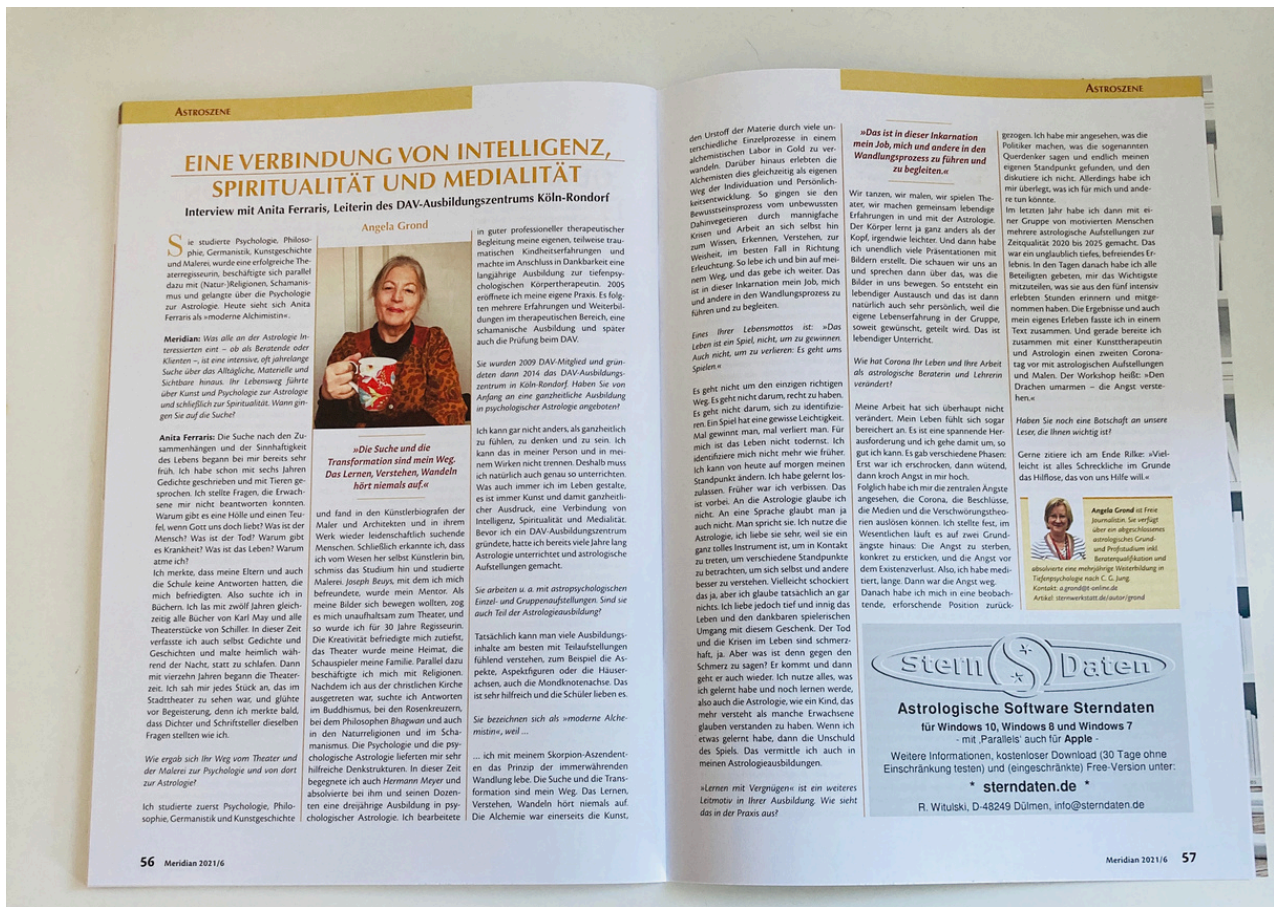 ASTROSZENE
EINE VERBINDUNG VON INTELLIGENZ,
SPIRITUALITÄT UND MEDIALITÄT
Interview mit Anita Ferraris, Leiterin des DAV-Ausbildungszentrums Köln-Rondorf
Angela Grond
Sie studierte Psychologie, Philoso-
phie, Germanistik, Kunstgeschichte
und Malerei, wurde eine erfolgreiche The-
aterregisseurin, beschäftigte sich parallel
dazu mit (Natur-)Religionen, Schamanis-
mus und gelangte über die Psychologie
zur Astrologie. Heute sieht sich Anita
Ferraris als »moderne Alchimistin«.
Meridian: Was alle an der Astrologie In-
teressierten eint – ob als Beratende oder
Klienten –, ist eine intensive, oft jahrelange
Suche über das Alltägliche, Materielle und
Sichtbare hinaus. Ihr Lebensweg führte
über Kunst und Psychologie zur Astrologie
und schließlich zur Spiritualität. Wann gin-
gen Sie auf die Suche?
Anita Ferraris: Die Suche nach den Zu-
sammenhängen und der Sinnhaftigkeit
des Lebens begann bei mir bereits sehr
früh. Ich habe schon mit sechs Jahren
Gedichte geschrieben und mit Tieren ge-
sprochen. Ich stellte Fragen, die Erwach-
sene mir nicht beantworten konnten.
Warum gibt es eine Hölle und einen Teu-
fel, wenn Gott uns doch liebt? Was ist der
Mensch? Was ist der Tod? Warum gibt
es Krankheit? Was ist das Leben? Warum
atme ich?
Ich merkte, dass meine Eltern und auch
die Schule keine Antworten hatten, die
mich befriedigten. Also suchte ich in
Büchern. Ich las mit zwölf Jahren gleich-
zeitig alle Bücher von Karl May und alle
Theaterstücke von Schiller. In dieser Zeit
verfasste ich auch selbst Gedichte und
Geschichten und malte heimlich wäh-
rend der Nacht, statt zu schlafen. Dann
mit vierzehn Jahren begann die Theater-
zeit. Ich sah mir jedes Stück an, das im
Stadttheater zu sehen war, und glühte
vor Begeisterung, denn ich merkte bald,
dass Dichter und Schriftsteller dieselben
Fragen stellten wie ich.
Wie ergab sich Ihr Weg vom Theater und
der Malerei zur Psychologie und von dort
zur Astrologie?
Ich studierte zuerst Psychologie, Philo-
sophie, Germanistik und Kunstgeschichte
»Die Suche und die
Transformation sind mein Weg.
Das Lernen, Verstehen, Wandeln
hört niemals auf.«
und fand in den Künstlerbiografen der
Maler und Architekten und in ihrem
Werk wieder leidenschaftlich suchende
Menschen. Schließlich erkannte ich, dass
ich vom Wesen her selbst Künstlerin bin,
schmiss das Studium hin und studierte
Malerei. Joseph Beuys, mit dem ich mich
befreundete, wurde mein Mentor. Als
meine Bilder sich bewegen wollten, zog
es mich unaufhaltsam zum Theater, und
so wurde ich für 30 Jahre Regisseurin.
Die Kreativität befriedigte mich zutiefst,
das Theater wurde meine Heimat, die
Schauspieler meine Familie. Parallel dazu
beschäftigte ich mich mit Religionen.
Nachdem ich aus der christlichen Kirche
ausgetreten war, suchte ich Antworten
im Buddhismus, bei den Rosenkreuzern,
bei dem Philosophen Bhagwan und auch
in den Naturreligionen und im Scha-
manismus. Die Psychologie und die psy-
chologische Astrologie lieferten mir sehr
hilfreiche Denkstrukturen. In dieser Zeit
begegnete ich auch Hermann Meyer und
absolvierte bei ihm und seinen Dozen-
ten eine dreijährige Ausbildung in psy-
chologischer Astrologie. Ich bearbeitete
in guter professioneller therapeutischer
Begleitung meine eigenen, teilweise trau-
matischen Kindheitserfahrungen und
machte im Anschluss in Dankbarkeit eine
langjährige Ausbildung zur tiefenpsy-
chologischen Körpertherapeutin. 2005
eröffnete ich meine eigene Praxis. Es folg-
ten mehrere Erfahrungen und Weiterbil-
dungen im therapeutischen Bereich, eine
schamanische Ausbildung und später
auch die Prüfung beim DAV.
Sie wurden 2009 DAV-Mitglied und grün-
deten dann 2014 das DAV-Ausbildungs-
zentrum in Köln-Rondorf. Haben Sie von
Anfang an eine ganzheitliche Ausbildung
in psychologischer Astrologie angeboten?
Ich kann gar nicht anders, als ganzheitlich
zu fühlen, zu denken und zu sein. Ich
kann das in meiner Person und in mei-
nem Wirken nicht trennen. Deshalb muss
ich natürlich auch genau so unterrichten.
Was auch immer ich im Leben gestalte,
es ist immer Kunst und damit ganzheitli-
cher Ausdruck, eine Verbindung von
Intelligenz, Spiritualität und Medialität.
Bevor ich ein DAV-Ausbildungszentrum
gründete, hatte ich bereits viele Jahre lang
Astrologie unterrichtet und astrologische
Aufstellungen gemacht.
Sie arbeiten u. a. mit astropsychologischen
Einzel- und Gruppenaufstellungen. Sind sie
auch Teil der Astrologieausbildung?
Tatsächlich kann man viele Ausbildungs-
inhalte am besten mit Teilaufstellungen
fühlend verstehen, zum Beispiel die As-
pekte, Aspektfiguren oder die Häuser-
achsen, auch die Mondknotenachse. Das
ist sehr hilfreich und die Schüler lieben es.
Sie bezeichnen sich als »moderne Alche-
mistin«, weil ...
... ich mit meinem Skorpion-Aszendent-
en das Prinzip der immerwährenden
Wandlung lebe. Die Suche und die Trans-
formation sind mein Weg. Das Lernen,
Verstehen, Wandeln hört niemals auf.
Die Alchemie war einerseits die Kunst,
56 Meridian 2021/6
ASTROSZENE
den Urstoff der Materie durch viele un-
terschiedliche Einzelprozesse in einem
alchemistischen Labor in Gold zu ver-
wandeln. Darüber hinaus erlebten die
Alchemisten dies gleichzeitig als eigenen
Weg der Individuation und Persönlich-
keitsentwicklung. So gingen sie den
Bewusstseinsprozess vom unbewussten
Dahinvegetieren durch mannigfache
Krisen und Arbeit an sich selbst hin
zum Wissen, Erkennen, Verstehen, zur
Weisheit, im besten Fall in Richtung
Erleuchtung. So lebe ich und bin auf mei-
nem Weg, und das gebe ich weiter. Das
ist in dieser Inkarnation mein Job, mich
und andere in den Wandlungsprozess zu
führen und zu begleiten.
Eines Ihrer Lebensmottos ist: »Das
Leben ist ein Spiel, nicht, um zu gewinnen.
Auch nicht, um zu verlieren: Es geht ums
Spielen.«
Es geht nicht um den einzigen richtigen
Weg. Es geht nicht darum, recht zu haben.
Es geht nicht darum, sich zu identifizie-
ren. Ein Spiel hat eine gewisse Leichtigkeit.
Mal gewinnt man, mal verliert man. Für
mich ist das Leben nicht todernst. Ich
identifiziere mich nicht mehr wie früher.
Ich kann von heute auf morgen meinen
Standpunkt ändern. Ich habe gelernt los-
zulassen. Früher war ich verbissen. Das
ist vorbei. An die Astrologie glaube ich
nicht. An eine Sprache glaubt man ja
auch nicht. Man spricht sie. Ich nutze die
Astrologie, ich liebe sie sehr, weil sie ein
ganz tolles Instrument ist, um in Kontakt
zu treten, um verschiedene Standpunkte
zu betrachten, um sich selbst und andere
besser zu verstehen. Vielleicht schockiert
das ja, aber ich glaube tatsächlich an gar
nichts. Ich liebe jedoch tief und innig das
Leben und den dankbaren spielerischen
Umgang mit diesem Geschenk. Der Tod
und die Krisen im Leben sind schmerz-
haft, ja. Aber was ist denn gegen den
Schmerz zu sagen? Er kommt und dann
geht er auch wieder. Ich nutze alles, was
ich gelernt habe und noch lernen werde,
also auch die Astrologie, wie ein Kind, das
mehr versteht als manche Erwachsene
glauben verstanden zu haben. Wenn ich
etwas gelernt habe, dann die Unschuld
des Spiels. Das vermittle ich auch in
meinen Astrologieausbildungen.
»Lernen mit Vergnügen« ist ein weiteres
Leitmotiv in Ihrer Ausbildung. Wie sieht
das in der Praxis aus?
»Das ist in dieser Inkarnation
mein Job, mich und andere in den
Wandlungsprozess zu führen und
zu begleiten.«
Wir tanzen, wir malen, wir spielen The-
ater, wir machen gemeinsam lebendige
Erfahrungen in und mit der Astrologie.
Der Körper lernt ja ganz anders als der
Kopf, irgendwie leichter. Und dann habe
ich unendlich viele Präsentationen mit
Bildern erstellt. Die schauen wir uns an
und sprechen dann über das, was die
Bilder in uns bewegen. So entsteht ein
lebendiger Austausch und das ist dann
natürlich auch sehr persönlich, weil die
eigene Lebenserfahrung in der Gruppe,
soweit gewünscht, geteilt wird. Das ist
lebendiger Unterricht.
Wie hat Corona Ihr Leben und Ihre Arbeit
als astrologische Beraterin und Lehrerin
verändert?
Meine Arbeit hat sich überhaupt nicht
verändert. Mein Leben fühlt sich sogar
bereichert an. Es ist eine spannende Her-
ausforderung und ich gehe damit um, so
gut ich kann. Es gab verschiedene Phasen:
Erst war ich erschrocken, dann wütend,
dann kroch Angst in mir hoch.
Folglich habe ich mir die zentralen Ängste
angesehen, die Corona, die Beschlüsse,
die Medien und die Verschwörungstheo-
rien auslösen können. Ich stellte fest, im
Wesentlichen läuft es auf zwei Grund-
ängste hinaus: Die Angst zu sterben,
konkret zu ersticken, und die Angst vor
dem Existenzverlust. Also, ich habe medi-
tiert, lange. Dann war die Angst weg.
Danach habe ich mich in eine beobach-
tende, erforschende Position zurück-
gezogen. Ich habe mir angesehen, was die
Politiker machen, was die sogenannten
Querdenker sagen und endlich meinen
eigenen Standpunkt gefunden, und den
diskutiere ich nicht. Allerdings habe ich
mir überlegt, was ich für mich und ande-
re tun könnte.
Im letzten Jahr habe ich dann mit ei-
ner Gruppe von motivierten Menschen
mehrere astrologische Aufstellungen zur
Zeitqualität 2020 bis 2025 gemacht. Das
war ein unglaublich tiefes, befreiendes Er-
lebnis. In den Tagen danach habe ich alle
Beteiligten gebeten, mir das Wichtigste
mitzuteilen, was sie aus den fünf intensiv
erlebten Stunden erinnern und mitge-
nommen haben. Die Ergebnisse und auch
mein eigenes Erleben fasste ich in einem
Text zusammen. Und gerade bereite ich
zusammen mit einer Kunsttherapeutin
und Astrologin einen zweiten Corona-
tag vor mit astrologischen Aufstellungen
und Malen. Der Workshop heißt: »Den
Drachen umarmen – die Angst verste-
hen.«
Haben Sie noch eine Botschaft an unsere
Leser, die Ihnen wichtig ist?
Gerne zitiere ich am Ende Rilke: »Viel-
leicht ist alles Schreckliche im Grunde
das Hilflose, das von uns Hilfe will.«
Angela Grond ist Freie
Journalistin. Sie verfügt
über ein abgeschlossenes
astrologisches Grund-
und Profistudium inkl.
Beraterqualifikation und
absolvierte eine mehrjährige Weiterbildung in
Tiefenpsychologie nach C. G. Jung.
Kontakt: a.grond@t-online.de
Artikel: sternwerkstatt.de/autor/grond
Stern Daten
Astrologische Software Sterndaten
für Windows 10, Windows 8 und Windows 7
- mit ‚Parallels' auch für Apple -
Weitere Informationen, kostenloser Download (30 Tage ohne
Einschränkung testen) und (eingeschränkte) Free-Version unter:
* sterndaten.de *
R. Witulski, D-48249 Dülmen, info@sterndaten.de
Meridian 2021/6 57